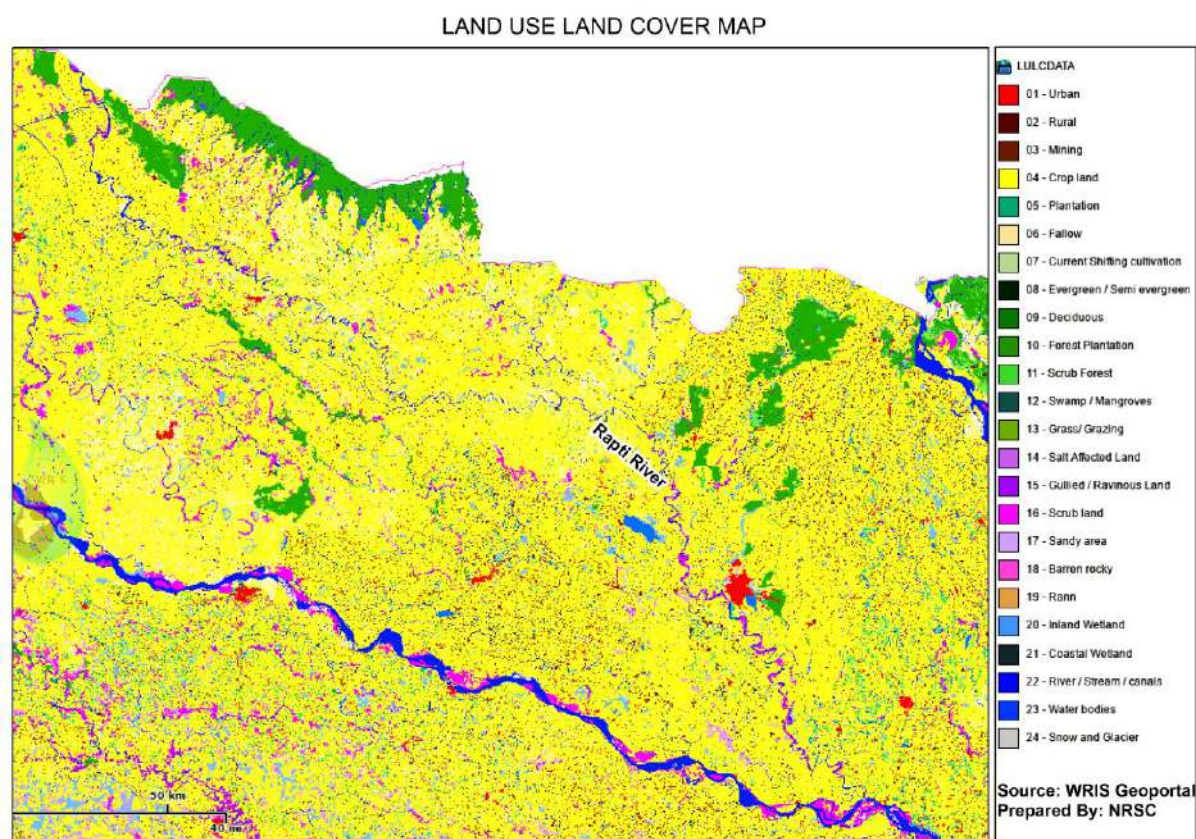 LAND USE LAND COVER MAP
LULCDATA
01 - Urban
02 - Rural
03 - Mining
04 - Crop land
05 - Plantation
06 - Fallow
07 - Current Shifting cultivation
08 - Evergreen / Semi evergreen
09 - Deciduous
10 - Forest Plantation
11 - Scrub Forest
12 - Swamp / Mangroves
13 - Grass/ Grazing
14 - Salt Affected Land
15 - Gullied / Ravinous Land
16 - Scrub land
17 - Sandy area
18 - Barren rocky
19 - Rann
20 - Inland Wetland
21 - Coastal Wetland
22 - River / Stream / canals
23 - Water bodies
24 - Snow and Glacier
Rapti River
50 km
40 mi
Source: WRIS Geoportal
Prepared By: NRSC